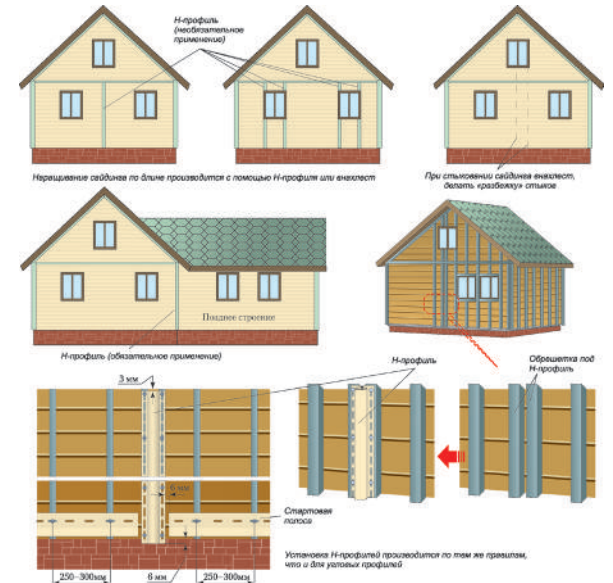 Н-профиль
(необязательное
применение)
Наращивание сайдинга по длине производится с помощью Н-профиля или внахлест
При стыковании сайдинга внахлест,
делать «разбежку» стыков
Позднее строение
Н-профиль (обязательное применение)
3 мм
Н-профиль
Обрешетка под
Н-профиль
6 мм
Стартовая
полоса
250-300мм
6 мм
250-300мм
Установка Н-профилей производится по тем же правилам,
что и для угловых профилей